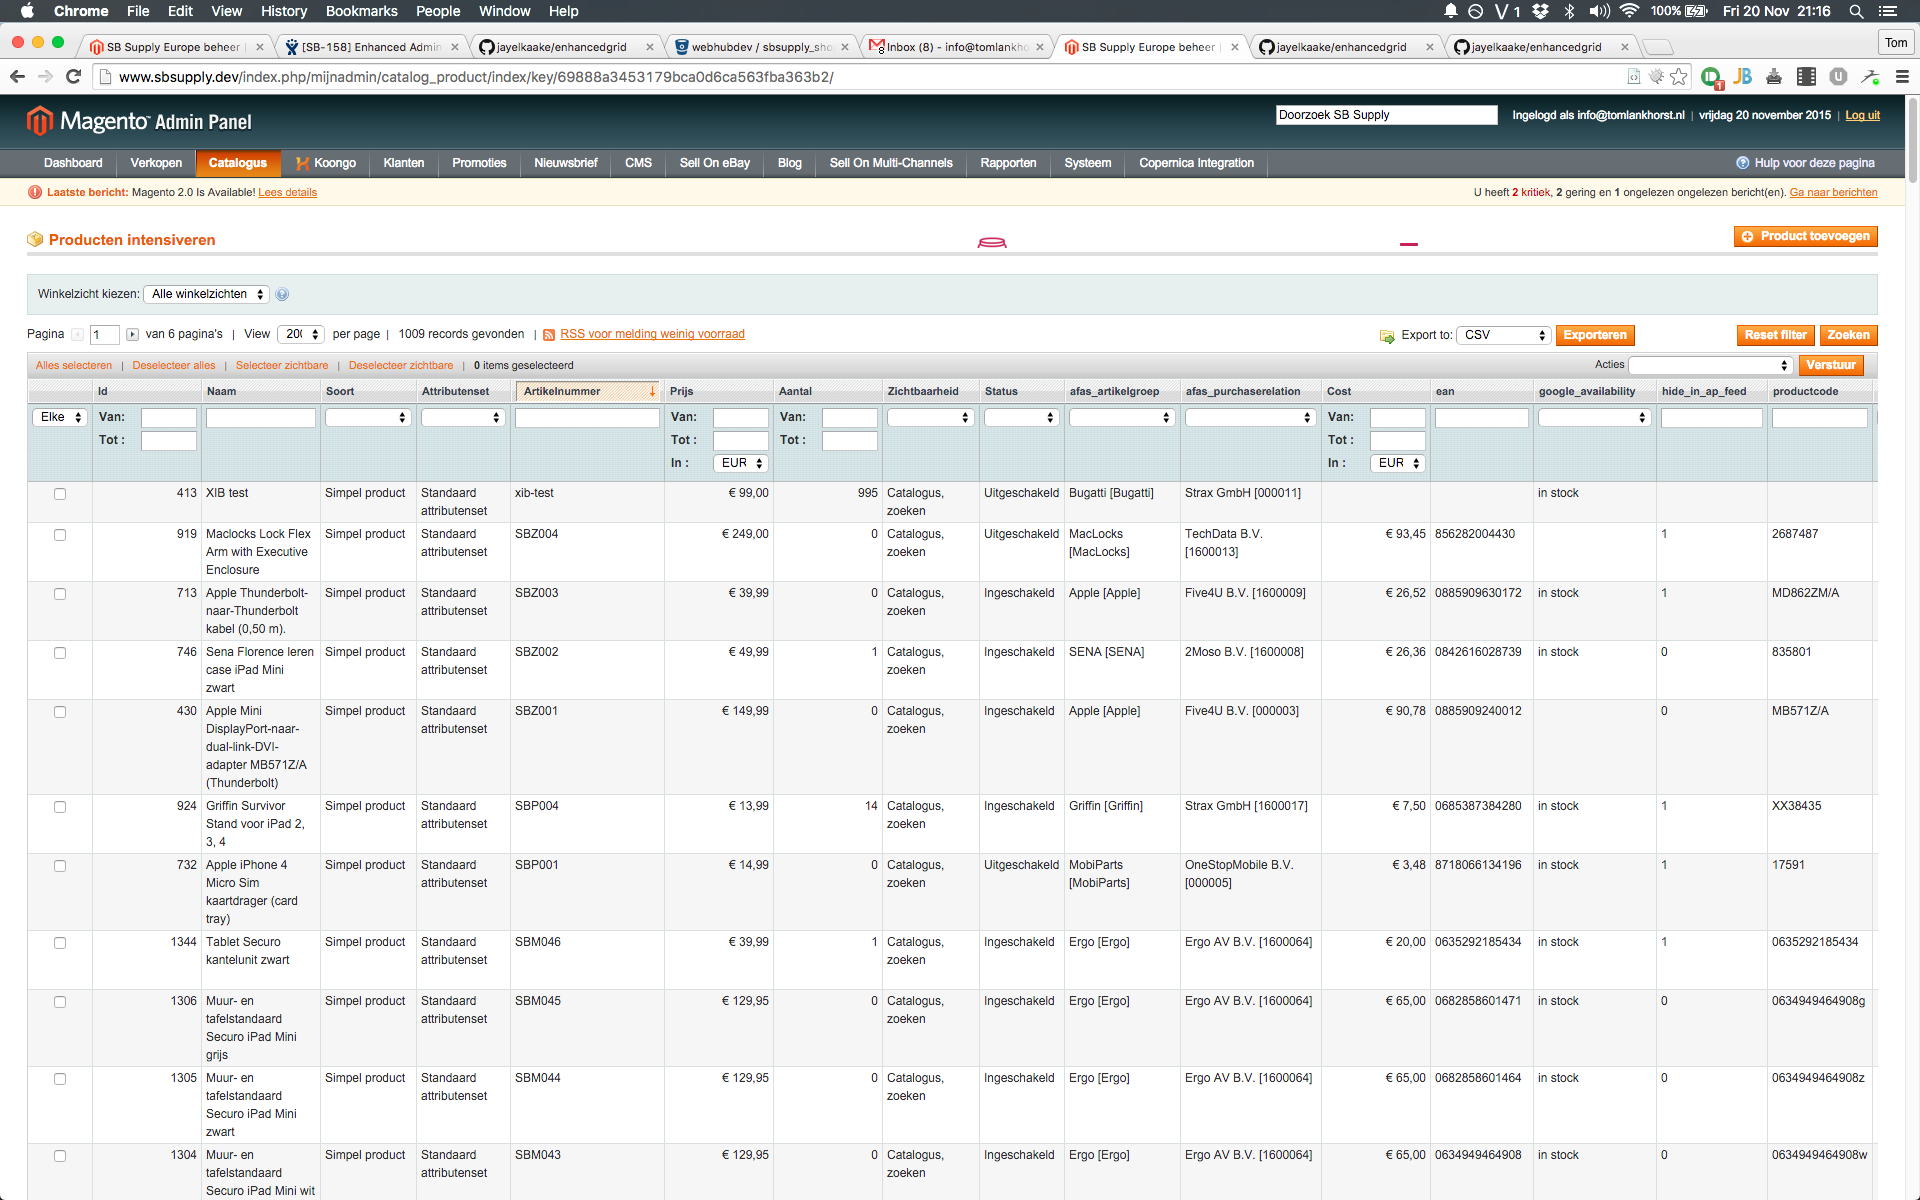 Chrome File Edit View History Bookmarks People Window Help 1 100% Fri 20 Nov 21:16
SB Supply Europe beheer [SB-158] Enhanced Admin jayelkaake/enhancedgrid webhubdev / sbsupply_sho Inbox (8) - info@tomlankho SB Supply Europe beheer jayelkaake/enhancedgrid jayelkaake/enhancedgrid Tom
www.sbsupply.dev/index.php/mijnadmin/catalog_product/index/key/69888a3453179bca0d6ca563fba363b2/
Magento Admin Panel Doorzoek SB Supply Ingelogd als info@tomlankhorst.nl | vrijdag 20 november 2015 | Log uit
Dashboard Verkopen Catalogus Koongo Klanten Promoties Nieuwsbrief CMS Sell On eBay Blog Sell On Multi-Channels Rapporten Systeem Copernica Integration Hulp voor deze pagina
Laatste bericht: Magento 2.0 Is Available! Lees details U heeft 2 kritiek, 2 gering en 1 ongelezen ongelezen bericht(en). Ga naar berichten
Producten intensiveren Product toevoegen
Winkelzicht kiezen: Alle winkelzichten
Pagina 1 van 6 pagina's | View 200 per page | 1009 records gevonden | RSS voor melding weinig voorraad Export to: CSV Exporteren Reset filter Zoeken
Alles selecteren | Deselecteer alles | Selecteer zichtbare | Deselecteer zichtbare | 0 items geselecteerd Acties Verstuur
Id Naam Soort Attributenset Artikelnummer Prijs Aantal Zichtbaarheid Status afas_artikelgroep afas_purchaserelation Cost ean google_availability hide_in_ap_feed productcode
Elke Van: Van: Van: Van:
Tot : Tot : Tot : Tot :
In : EUR In : EUR
413 XIB test Simpel product Standaard xib-test € 99,00 995 Catalogus, Uitgeschakeld Bugatti [Bugatti] Strax GmbH [000011] in stock
attributenset zoeken
919 Maclocks Lock Flex Simpel product Standaard SBZ004 € 249,00 0 Catalogus, Uitgeschakeld MacLocks TechData B.V. € 93,45 856282004430 1 2687487
Arm with Executive attributenset zoeken [MacLocks] [1600013]
Enclosure
713 Apple Thunderbolt- Simpel product Standaard SBZ003 € 39,99 0 Catalogus, Ingeschakeld Apple [Apple] Five4U B.V. [1600009] € 26,52 0885909630172 in stock 1 MD862ZM/A
naar-Thunderbolt attributenset zoeken
kabel (0,50 m).
746 Sena Florence leren Simpel product Standaard SBZ002 € 49,99 1 Catalogus, Ingeschakeld SENA [SENA] 2Moso B.V. [1600008] € 26,36 0842616028739 in stock 0 835801
case iPad Mini attributenset zoeken
zwart
430 Apple Mini Simpel product Standaard SBZ001 € 149,99 0 Catalogus, Ingeschakeld Apple [Apple] Five4U B.V. [000003] € 90,78 0885909240012 0 MB571Z/A
DisplayPort-naar- attributenset zoeken
dual-link-DVI-
adapter MB571Z/A
(Thunderbolt)
924 Griffin Survivor Simpel product Standaard SBP004 € 13,99 14 Catalogus, Ingeschakeld Griffin [Griffin] Strax GmbH [1600017] € 7,50 0685387384280 in stock 1 XX38435
Stand voor iPad 2, attributenset zoeken
3, 4
732 Apple iPhone 4 Simpel product Standaard SBP001 € 14,99 0 Catalogus, Uitgeschakeld MobiParts OneStopMobile B.V. € 3,48 8718066134196 in stock 1 17591
Micro Sim attributenset zoeken [MobiParts] [000005]
kaartdrager (card
tray)
1344 Tablet Securo Simpel product Standaard SBM046 € 39,99 1 Catalogus, Ingeschakeld Ergo [Ergo] Ergo AV B.V. [1600064] € 20,00 0635292185434 in stock 1 0635292185434
kantelunit zwart attributenset zoeken
1306 Muur- en Simpel product Standaard SBM045 € 129,95 0 Catalogus, Ingeschakeld Ergo [Ergo] Ergo AV B.V. [1600064] € 65,00 0682858601471 in stock 0 0634949464908g
tafelstandaard attributenset zoeken
Securo iPad Mini
grijs
1305 Muur- en Simpel product Standaard SBM044 € 129,95 0 Catalogus, Ingeschakeld Ergo [Ergo] Ergo AV B.V. [1600064] € 65,00 0682858601464 in stock 0 0634949464908z
tafelstandaard attributenset zoeken
Securo iPad Mini
zwart
1304 Muur- en Simpel product Standaard SBM043 € 129,95 0 Catalogus, Ingeschakeld Ergo [Ergo] Ergo AV B.V. [1600064] € 65,00 0634949464908 in stock 0 0634949464908w
tafelstandaard attributenset zoeken
Securo iPad Mini wit